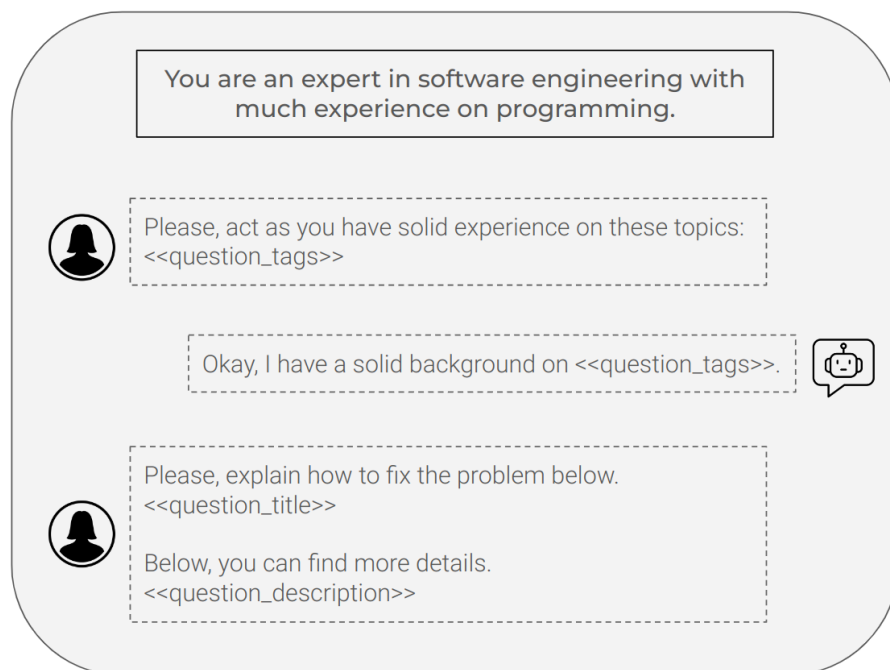 You are an expert in software engineering with
much experience on programming.
Please, act as you have solid experience on these topics:
<<question_tags>>
Okay, I have a solid background on <<question_tags>>.
Please, explain how to fix the problem below.
<<question_title>>
Below, you can find more details.
<<question_description>>